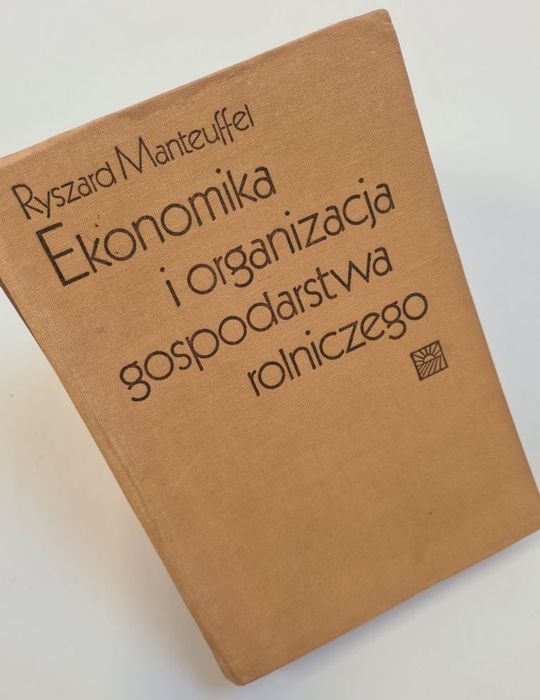 Ryszard Manteuffel
Ekonomika
i organizacja
gospodarstwa
rolniczego